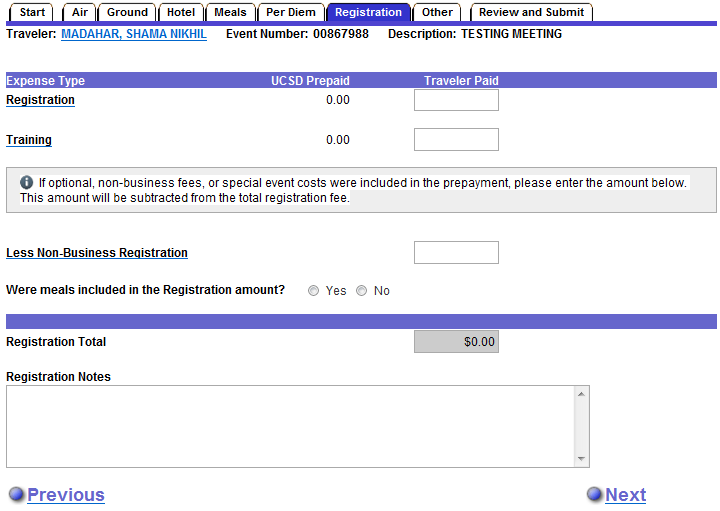 Start Air Ground Hotel Meals Per Diem Registration Other Review and Submit
Traveler: MADAHAR, SHAMA NIKHIL Event Number: 00867988 Description: TESTING MEETING
Expense Type UCSD Prepaid Traveler Paid
Registration 0.00
Training 0.00
If optional, non-business fees, or special event costs were included in the prepayment, please enter the amount below.
This amount will be subtracted from the total registration fee.
Less Non-Business Registration
Were meals included in the Registration amount? Yes No
Registration Total $0.00
Registration Notes
Previous Next